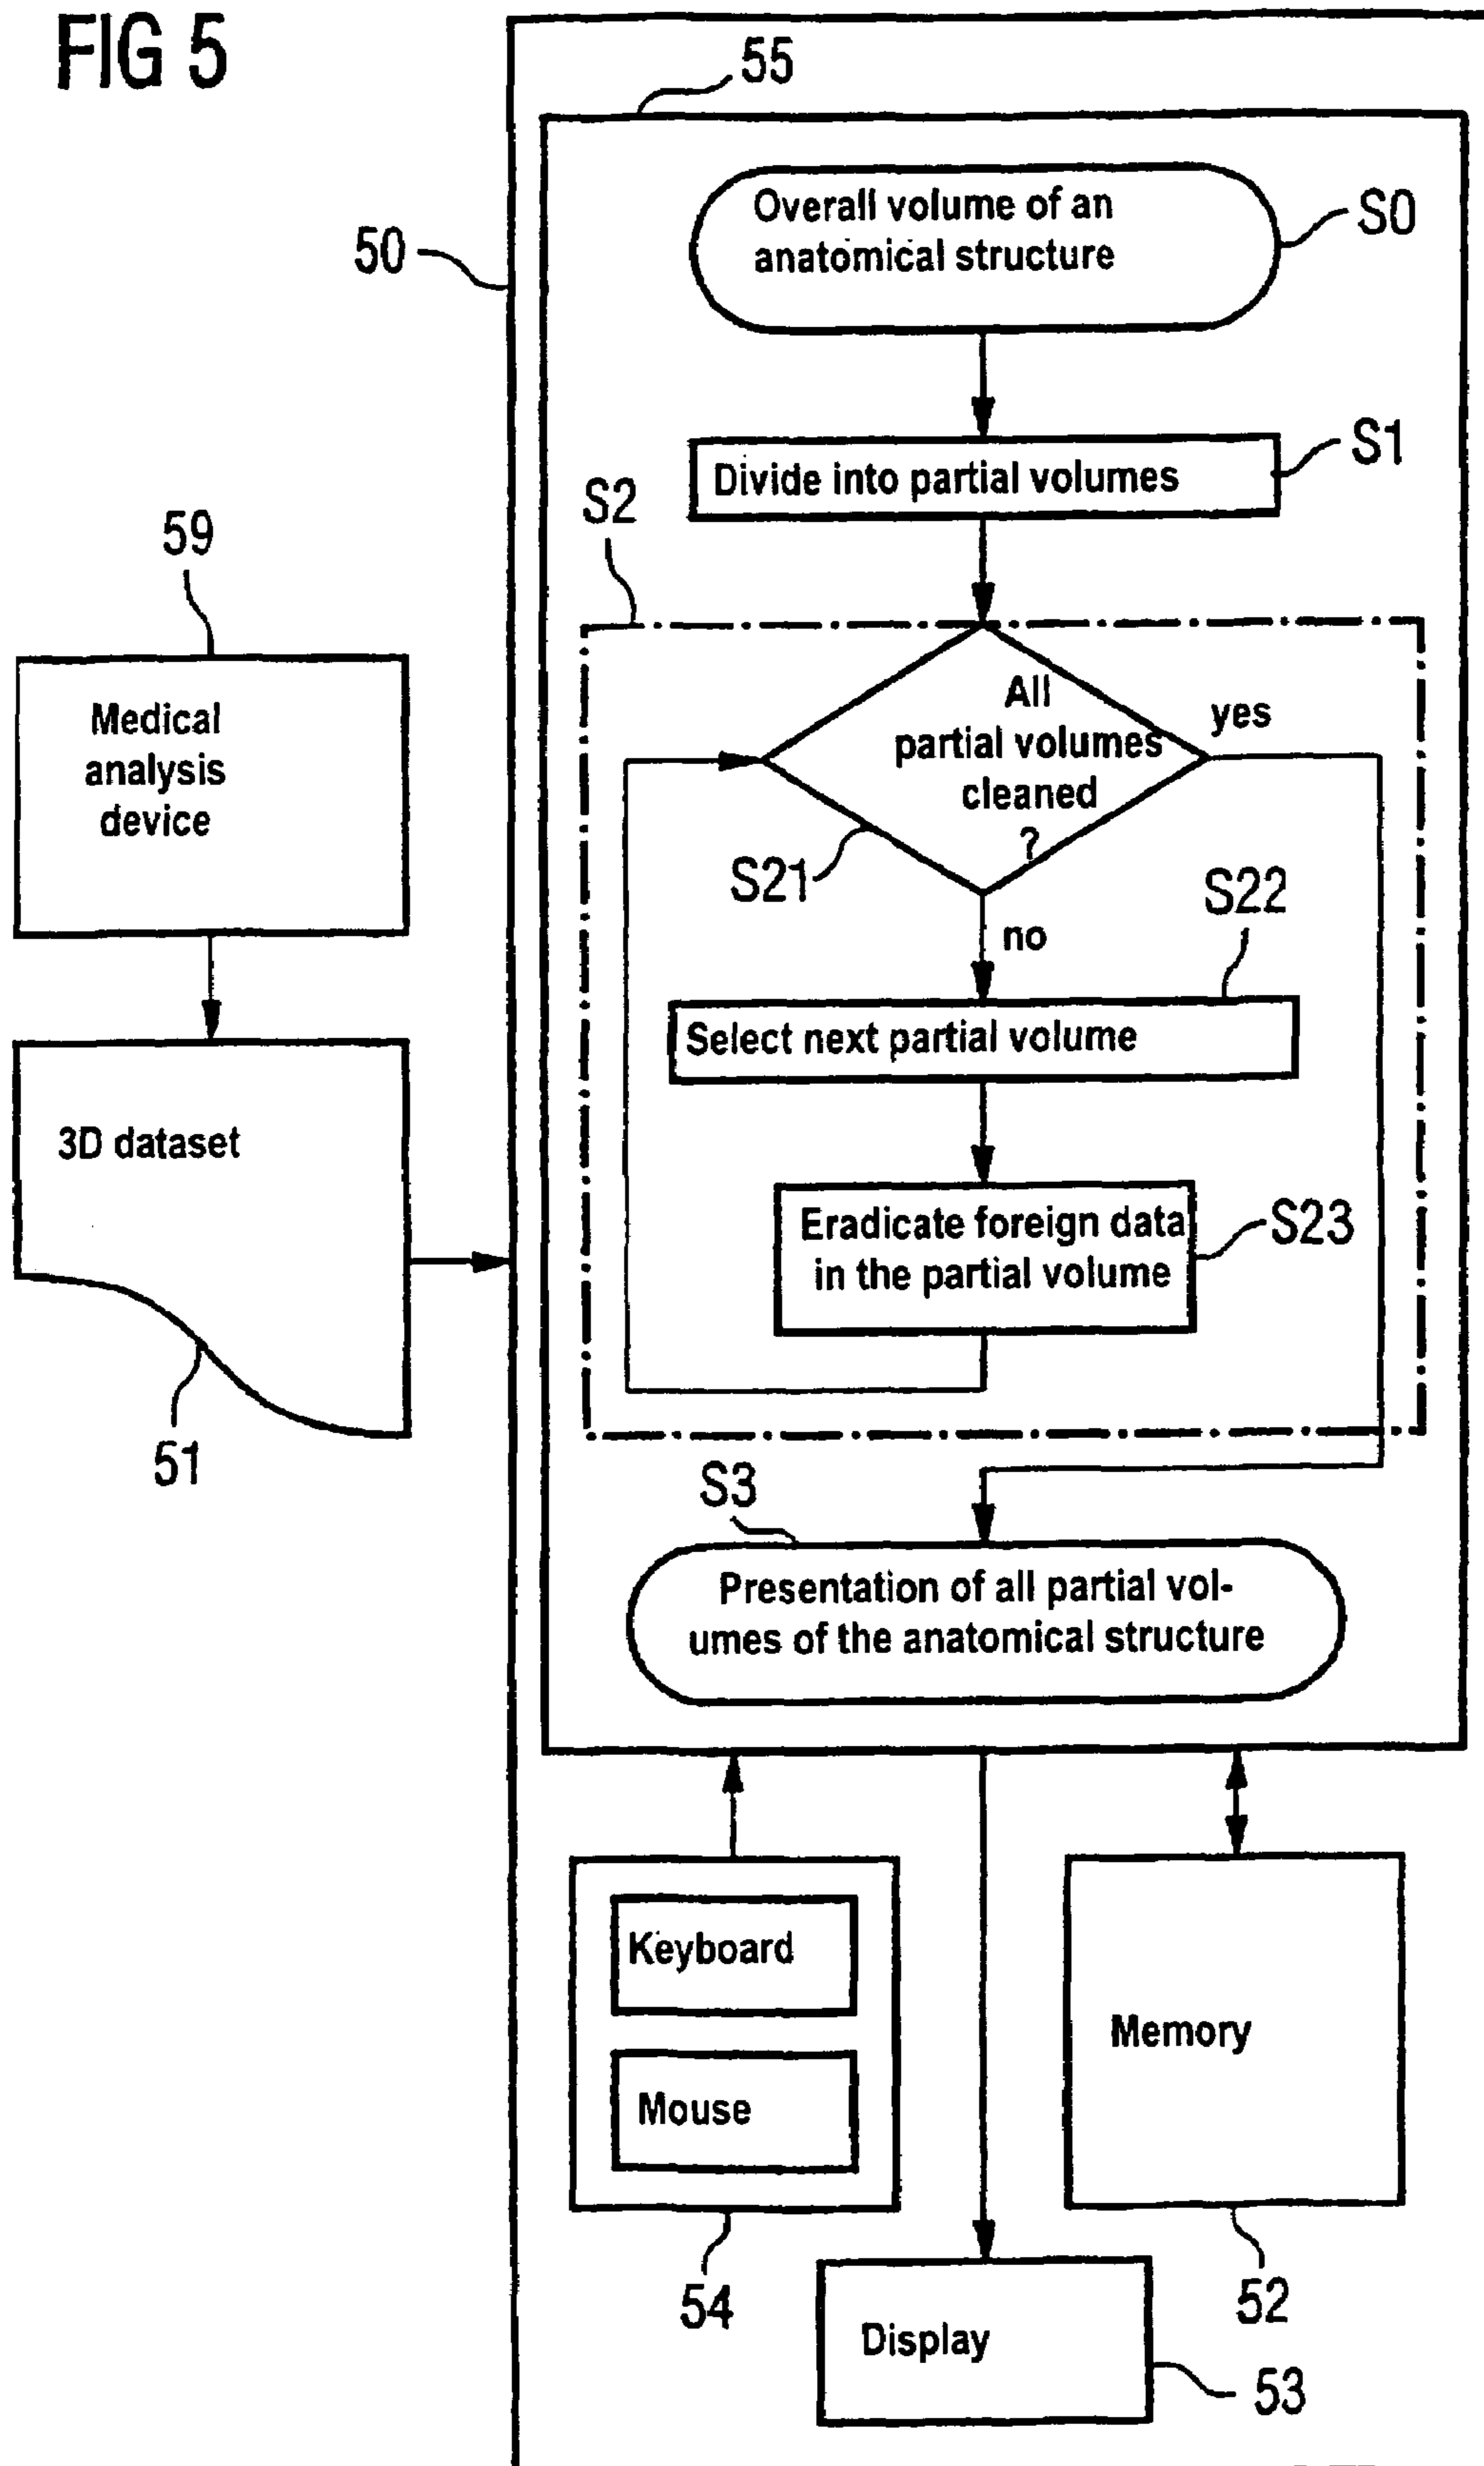 FIG 5
55
Overall volume of an
anatomical structure
S0
50
Divide into partial volumes
S1
S2
59
Medical
analysis
device
All
partial volumes
cleaned
?
yes
S21
no
S22
Select next partial volume
3D dataset
Eradicate foreign data
in the partial volume
S23
51
S3
Presentation of all partial vol-
umes of the anatomical structure
Keyboard
Mouse
Memory
54
52
Display
53